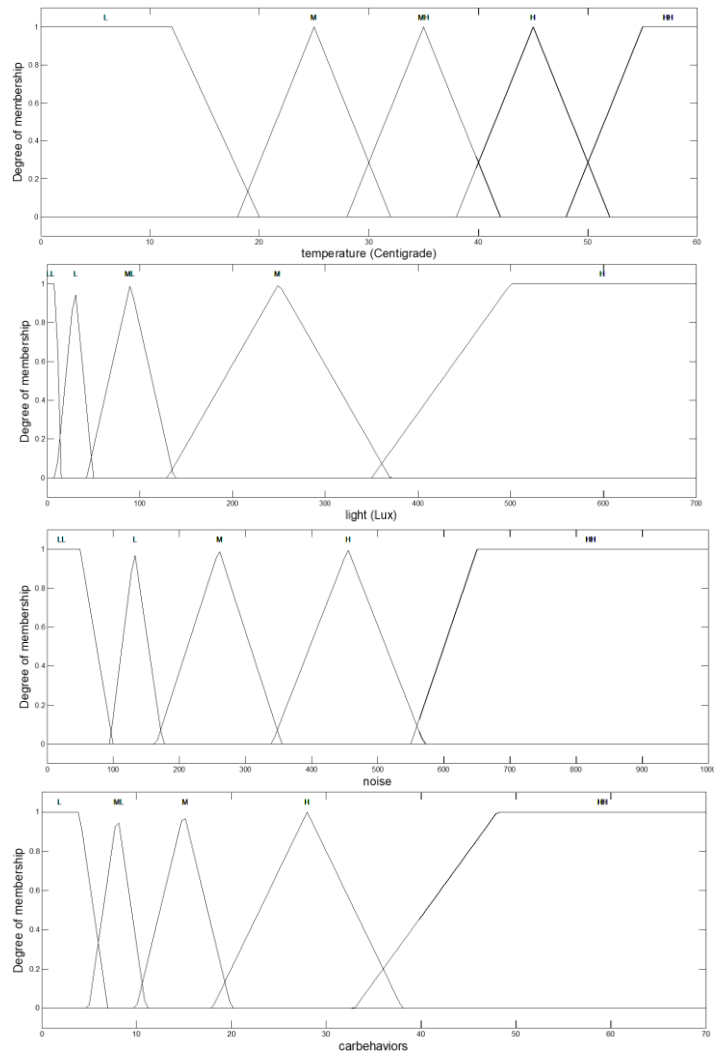 L M MH H HH
1
0.8
0.6
0.4
0.2
0
Degree of membership
0 10 20 30 40 50 60
temperature (Centigrade)
LL L ML M H
1
0.8
0.6
0.4
0.2
0
Degree of membership
0 100 200 300 400 500 600 700
light (Lux)
LL L M H HH
1
0.8
0.6
0.4
0.2
0
Degree of membership
0 100 200 300 400 500 600 700 800 900 1000
noise
L ML M H HH
1
0.8
0.6
0.4
0.2
0
Degree of membership
0 10 20 30 40 50 60 70
carbehaviors